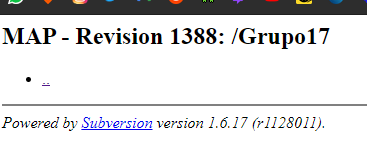 MAP - Revision 1388: /Grupo17
..
Powered by Subversion version 1.6.17 (r1128011).